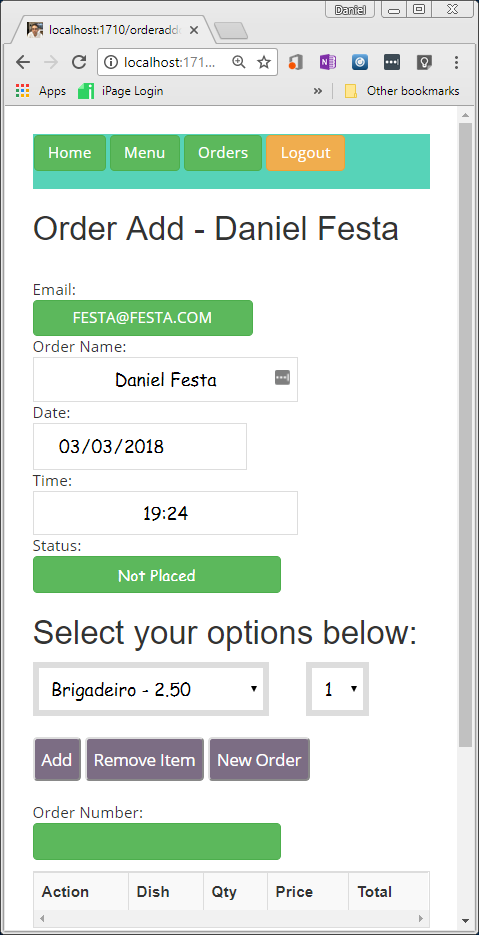 Daniel
localhost:1710/orderadd
localhost:171...
Apps
iPage Login
»
Other bookmarks
Home
Menu
Orders
Logout
Order Add - Daniel Festa
Email:
FESTA@FESTA.COM
Order Name:
Daniel Festa
Date:
03/03/2018
Time:
19:24
Status:
Not Placed
Select your options below:
Brigadeiro - 2.50
1
Add
Remove Item
New Order
Order Number:
Action Dish Qty Price Total